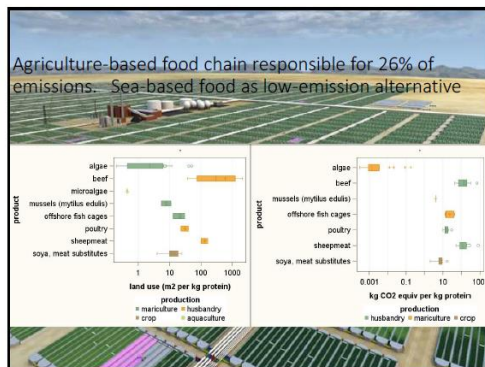 Agriculture-based food chain responsible for 26% of
emissions. Sea-based food as low-emission alternative
product
algae
beef
microalgae
mussels (mytilus edulis)
offshore fish cages
poultry
sheepmeat
soya, meat substitutes
1 10 100 1000
land use (m2 per kg protein)
production
mariculture husbandry
crop aquaculture
product
algae
beef
mussels (mytilus edulis)
offshore fish cages
poultry
sheepmeat
soya, meat substitutes
0.001 0.1 10 100
kg CO2 equiv per kg protein
production
husbandry mariculture crop